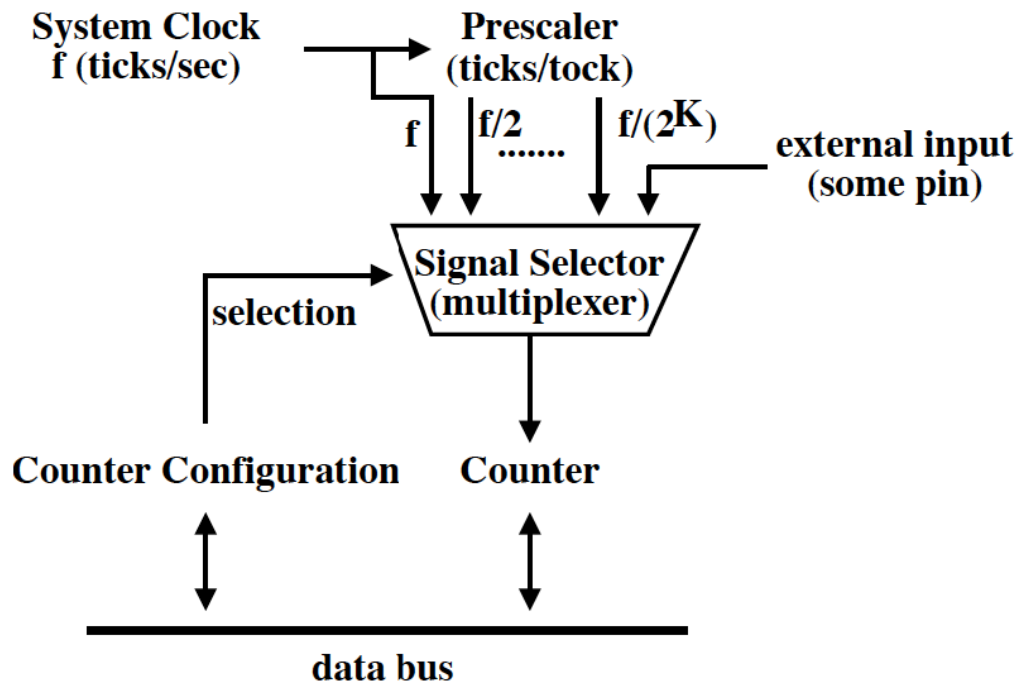 System Clock
f (ticks/sec)
Prescaler
(ticks/tock)
f
f/2
.......
f/(2^K)
external input
(some pin)
Signal Selector
(multiplexer)
selection
Counter Configuration
Counter
data bus